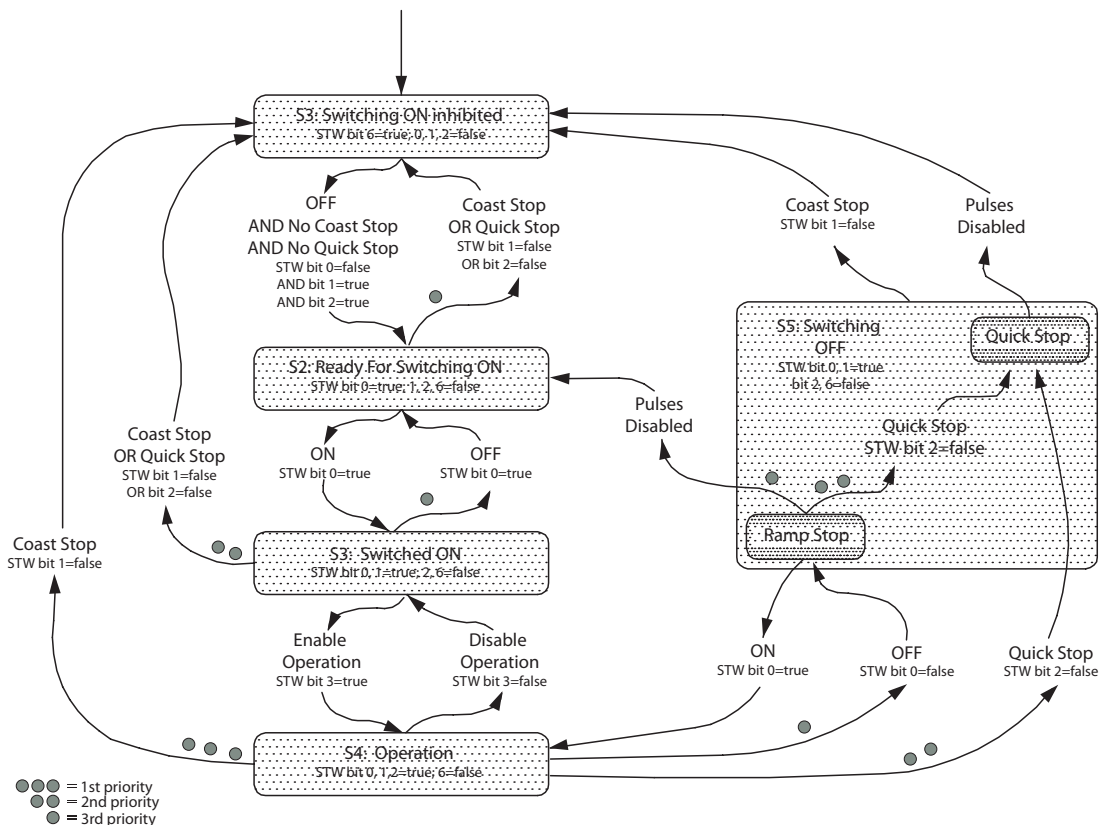 S3: Switching ON inhibited
STW bit 6=true; 0, 1, 2=false
OFF
AND No Coast Stop
AND No Quick Stop
STW bit 0=false
AND bit 1=true
AND bit 2=true
Coast Stop
OR Quick Stop
STW bit 1=false
OR bit 2=false
Coast Stop
STW bit 1=false
Pulses
Disabled
S2: Ready For Switching ON
STW bit 0=true; 1, 2, 6=false
S5: Switching
OFF
STW bit 0, 1=true
bit 2, 6=false
Quick Stop
Pulses
Disabled
Quick Stop
STW bit 2=false
Ramp Stop
Coast Stop
OR Quick Stop
STW bit 1=false
OR bit 2=false
ON
STW bit 0=true
OFF
STW bit 0=true
S3: Switched ON
STW bit 0, 1=true; 2, 6=false
Coast Stop
STW bit 1=false
Enable
Operation
STW bit 3=true
Disable
Operation
STW bit 3=false
ON
STW bit 0=true
OFF
STW bit 0=false
Quick Stop
STW bit 2=false
S4: Operation
STW bit 0, 1,2=true; 6=false
= 1st priority
= 2nd priority
= 3rd priority